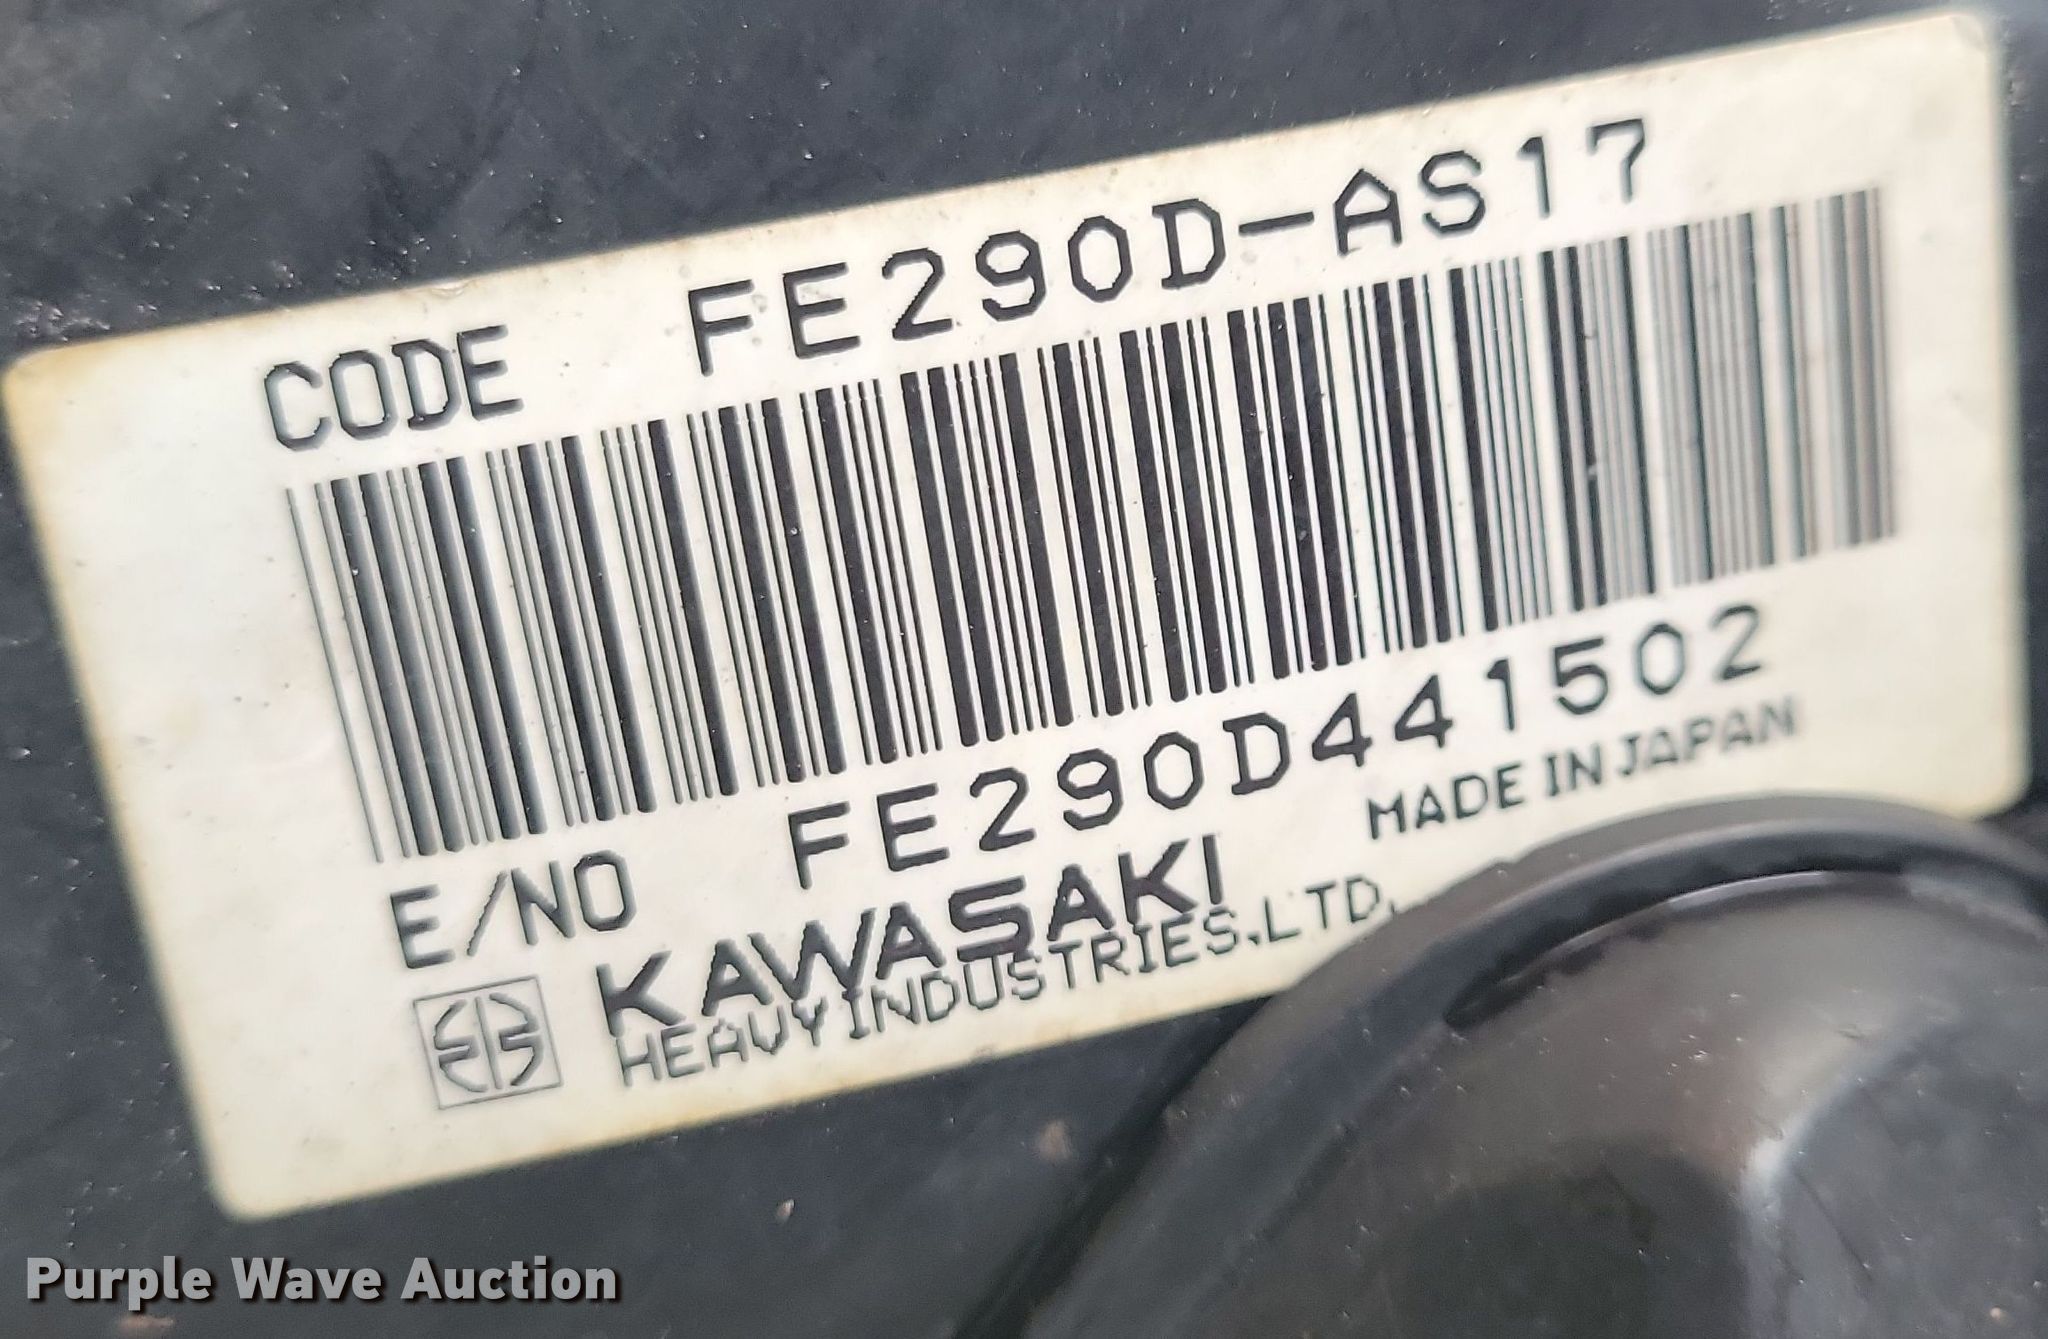 CODE FE290D-AS17
E/NO FE290D441502
MADE IN JAPAN
KAWASAKI
HEAVY INDUSTRIES,LTD.
Purple Wave Auction